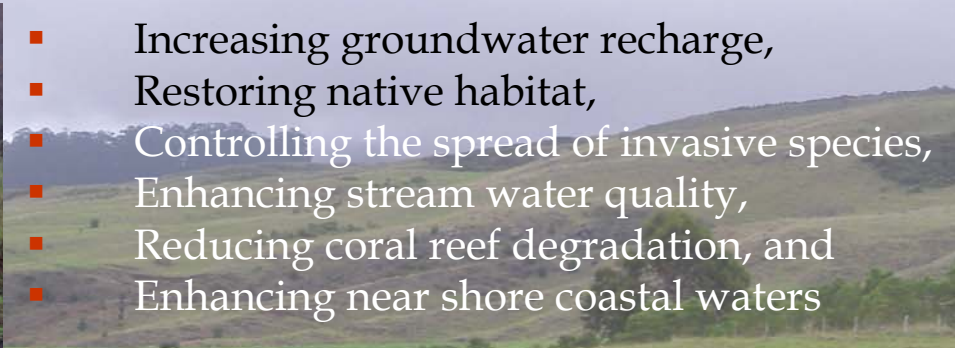 ▪ Increasing groundwater recharge,
▪ Restoring native habitat,
▪ Controlling the spread of invasive species,
▪ Enhancing stream water quality,
▪ Reducing coral reef degradation, and
▪ Enhancing near shore coastal waters